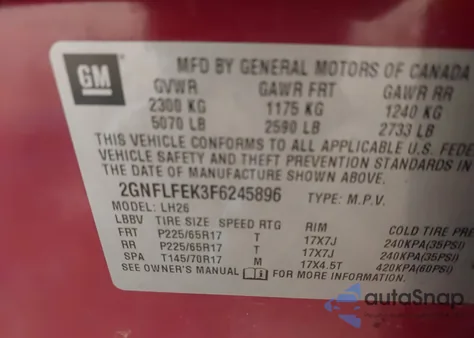 GM
MFD BY GENERAL MOTORS OF CANADA
GVWR GAWR FRT GAWR RR
2300 KG 1175 KG 1240 KG
5070 LB 2590 LB 2733 LB
THIS VEHICLE CONFORMS TO ALL APPLICABLE U.S. FEDE
VEHICLE SAFETY AND THEFT PREVENTION STANDARDS
THE DATE OF MANUFACTURE SHOWN ABOVE.
2GNFLFEK3F6245896 TYPE: M.P.V.
MODEL: LH26
LBBV TIRE SIZE SPEED RTG RIM COLD TIRE PRE
FRT P225/65R17 T 17X7J 240KPA(35PSI)
RR P225/65R17 T 17X7J 240KPA(35PSI)
SPA T145/70R17 M 17X4.5T 420KPA(60PSI)
SEE OWNER'S MANUAL FOR MORE INFORMATION.
autoSnap